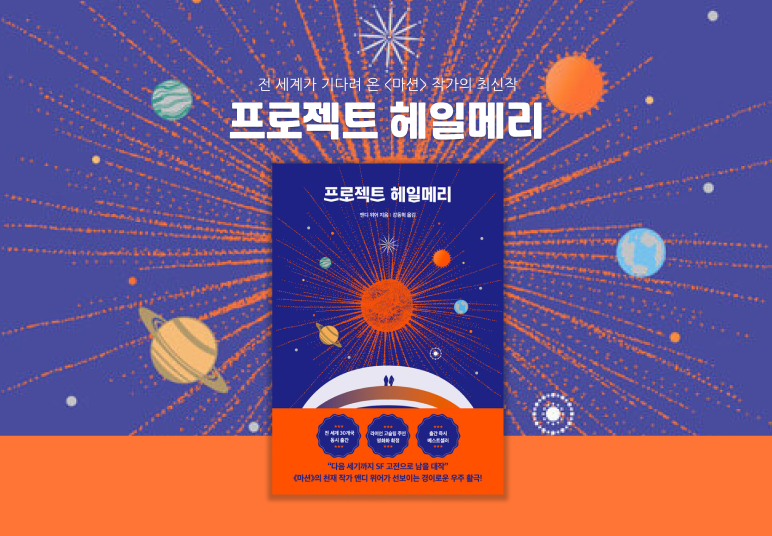 전 세계가 기다려 온 <마션> 작가의 최신작
프로젝트 헤일메리
프로젝트 헤일메리
앤디 위어 지음 | 강동혁 옮김
전 세계 30개국
동시 출간
라이언 고슬링 주연
영화화 확정
출간 즉시
베스트셀러
“다음 세기까지 SF 고전으로 남을 대작”
《마션》의 천재 작가 앤디 위어가 선보이는 경이로운 우주 활극!